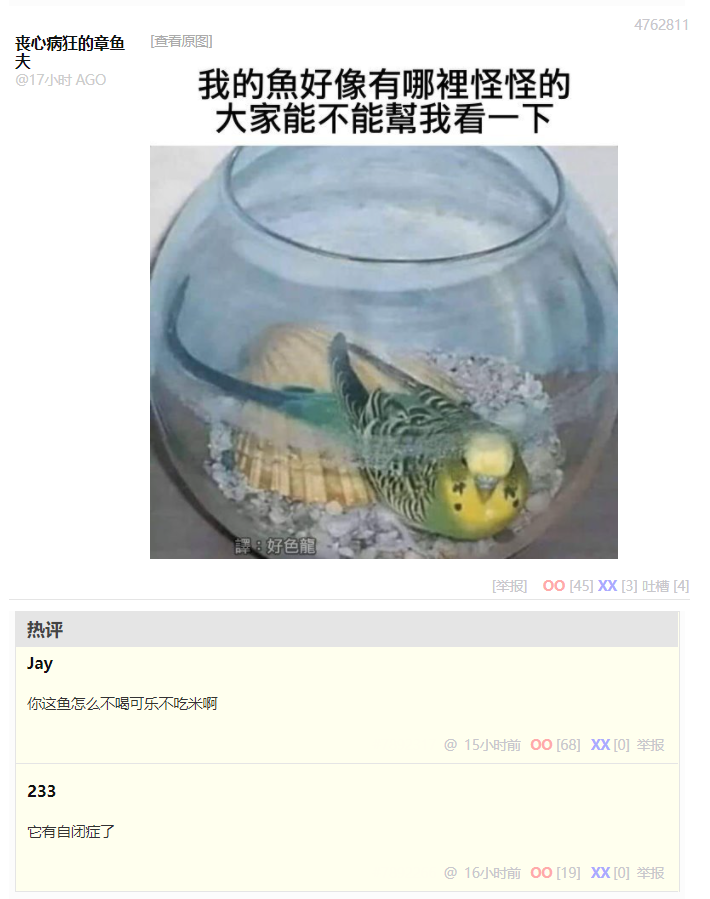 4762811
丧心病狂的章鱼
夫
@17小时 AGO
[查看原图]
我的魚好像有哪裡怪怪的
大家能不能幫我看一下
譯：好色龍
[举报] OO [45] XX [3] 吐槽 [4]
热评
Jay
你这鱼怎么不喝可乐不吃米啊
@ 15小时前 OO [68] XX [0] 举报
233
它有自闭症了
@ 16小时前 OO [19] XX [0] 举报